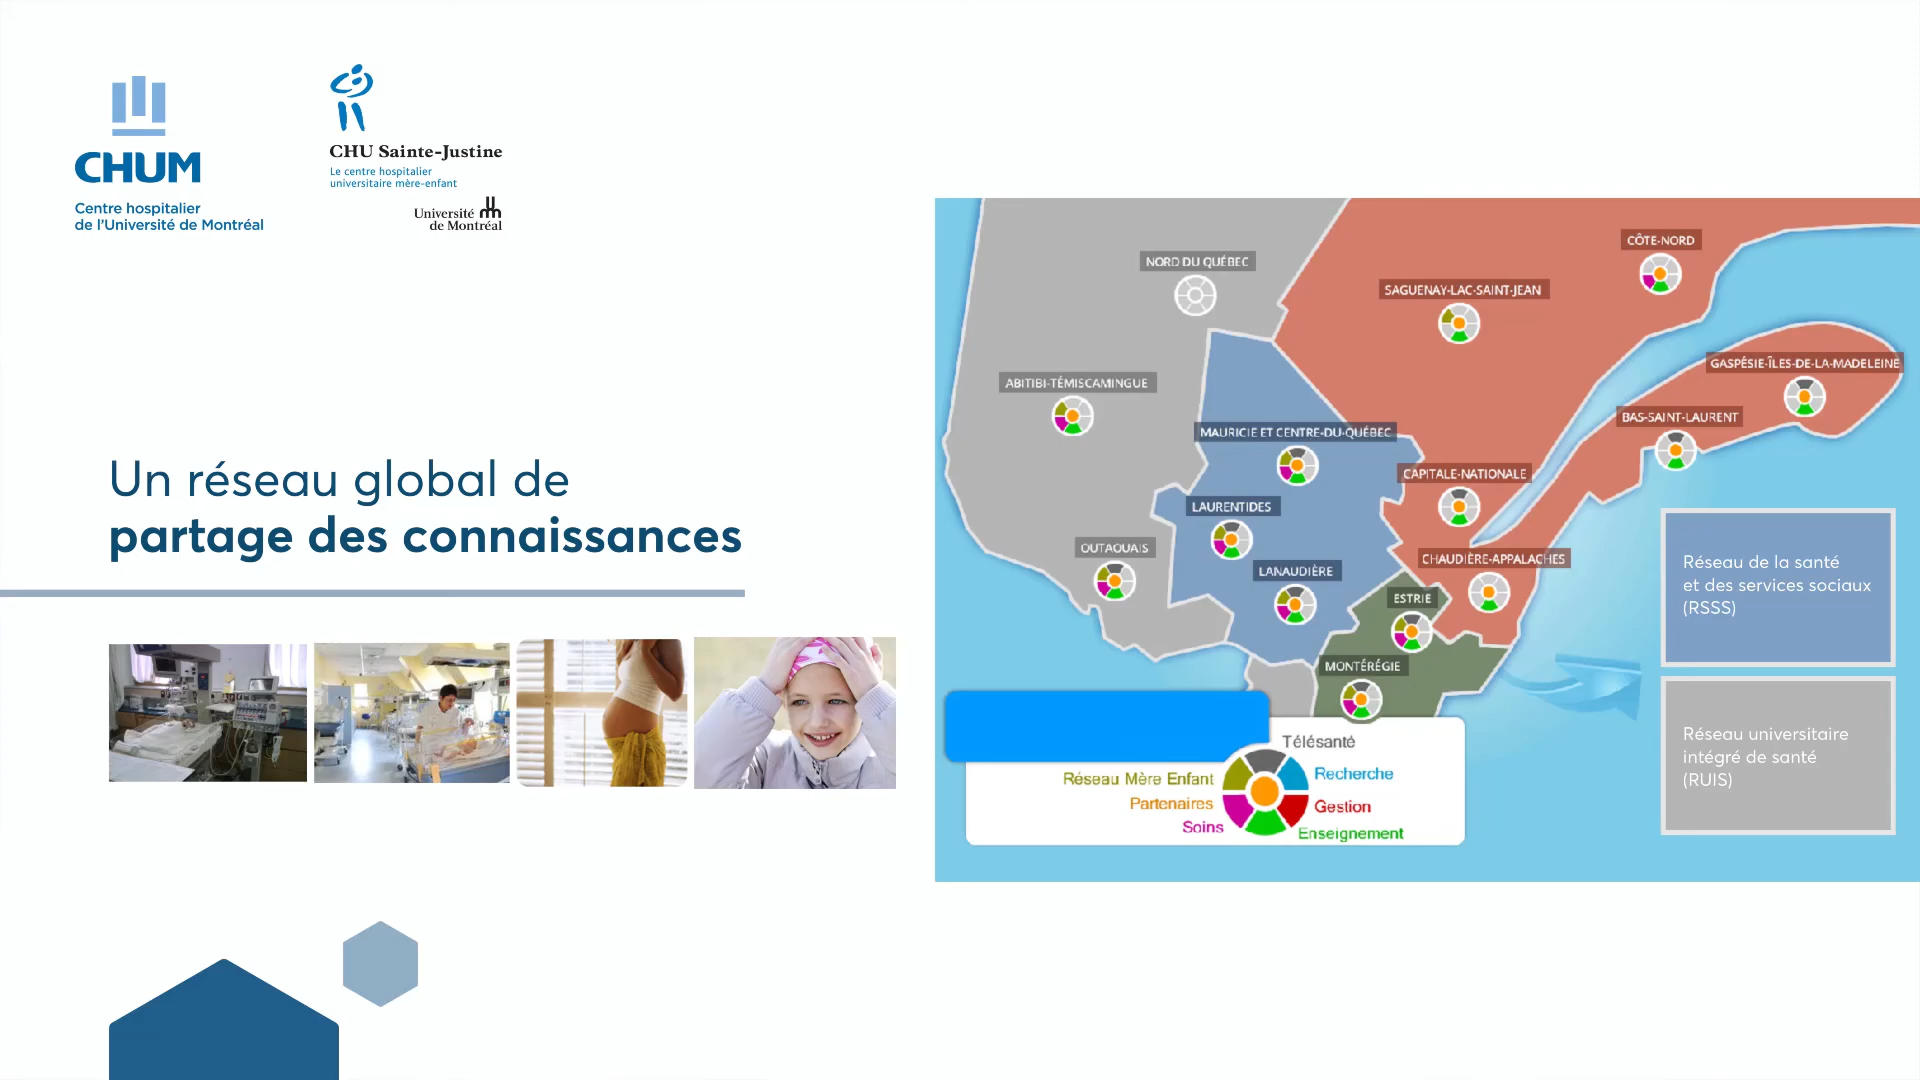 CHUM
Centre hospitalier
de l'Université de Montréal
CHU Sainte-Justine
Le centre hospitalier
universitaire mère-enfant
Université
de Montréal
Un réseau global de
partage des connaissances
NORD DU QUÉBEC
CÔTE-NORD
SAGUENAY-LAC-SAINT-JEAN
GASPÉSIE-ÎLES-DE-LA-MADELEINE
ABITIBI-TÉMISCAMINGUE
BAS-SAINT-LAURENT
MAURICIE ET CENTRE-DU-QUÉBEC
CAPITALE-NATIONALE
LAURENTIDES
OUTAOUAIS
CHAUDIÈRE-APPALACHES
LANAUDIÈRE
ESTRIE
MONTÉRÉGIE
Réseau de la santé
et des services sociaux
(RSSS)
Réseau universitaire
intégré de santé
(RUIS)
Télésanté
Réseau Mère Enfant
Recherche
Partenaires
Gestion
Soins
Enseignement